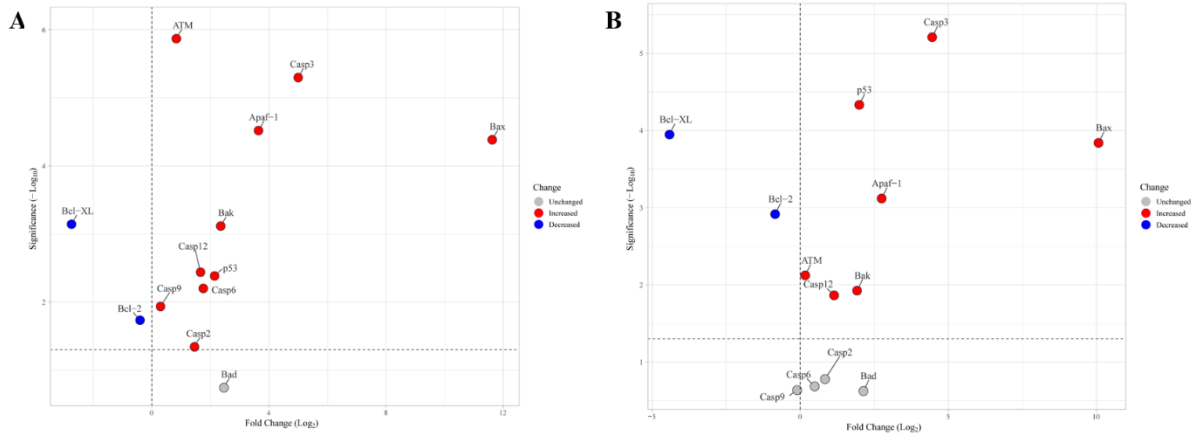 A
ATM
Casp3
Apaf-1
Bax
Bcl-XL
Bak
Casp12
p53
Casp9
Casp6
Bcl-2
Casp2
Bad
6
4
2
0
4
8
12
Significance (-Log10)
Fold Change (Log2)
Change
Unchanged
Increased
Decreased
B
Casp3
p53
Bcl-XL
Bax
Apaf-1
Bcl-2
ATM
Casp12
Bak
Casp2
Casp6
Casp9
Bad
5
4
3
2
1
-5
0
5
10
Significance (-Log10)
Fold Change (Log2)
Change
Unchanged
Increased
Decreased